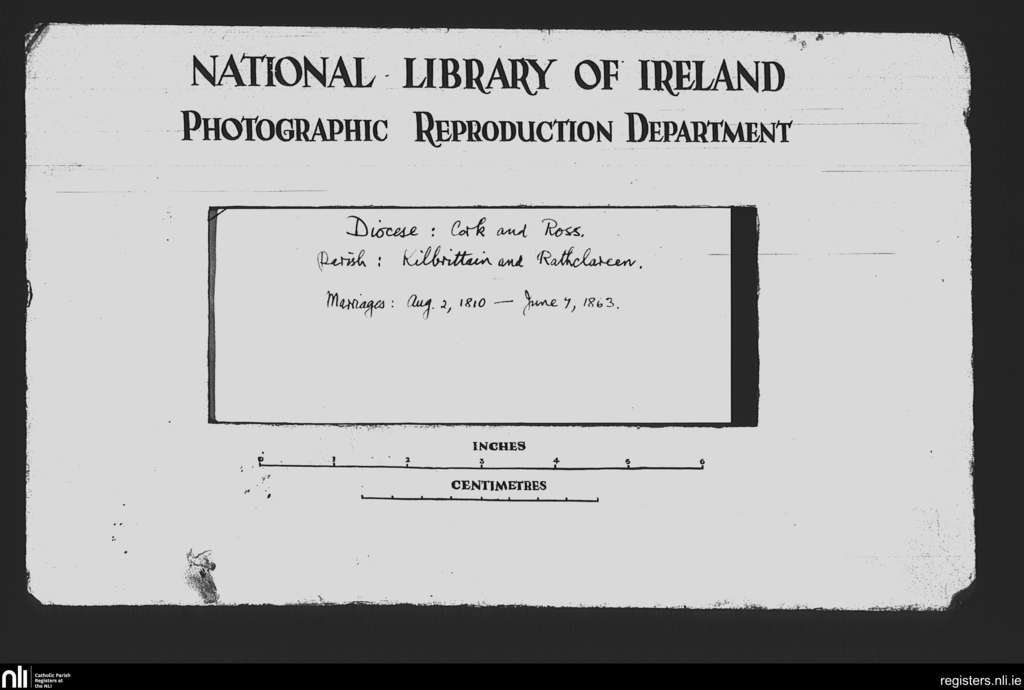 NATIONAL LIBRARY OF IRELAND
PHOTOGRAPHIC REPRODUCTION DEPARTMENT
Diocese : Cork and Ross.
Parish : Kilbrittain and Rathclareen.
Marriages : Aug. 2, 1810 — June 7, 1863.
INCHES
0 1 2 3 4 5 6
CENTIMETRES
nli Catholic Parish
Registers at
the NLI
registers.nli.ie